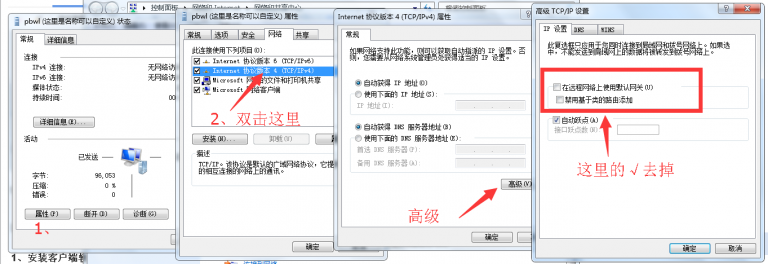 pbwl (这里是名称可以自定义) 状态
常规
详细信息
连接
IPv4 连接:
无网络访
IPv6 连接:
无网络访
媒体状态:
持续时间:
00
详细信息(E)...
活动
已发送
字节:
96,053
压缩:
0 %
错误:
0
属性(P)
断开(D)
诊断(G)
1、
1、安装客户端
pbwl (这里是名称可以自定义) 属性
常规
选项
安全
网络
共享
此连接使用下列项目(O):
Internet 协议版本 6 (TCP/IPv6)
Internet 协议版本 4 (TCP/IPv4)
Microsoft 网络的文件和打印机共享
Microsoft 网络客户端
2、双击这里
安装(N)...
卸载(U)
描述
TCP/IP。该协议是默认的广域网络协议，它提
的相互连接的网络上的通讯。
确定
Internet 协议版本 4 (TCP/IPv4) 属性
常规
如果网络支持此功能，则可以获取自动指派的 IP 设置。否
则，您需要从网络系统管理员处获得适当的 IP 设置。
自动获得 IP 地址(O)
使用下面的 IP 地址(S)
IP 地址(I):
自动获得 DNS 服务器地址(B)
使用下面的 DNS 服务器地址(E):
首选 DNS 服务器(P):
备用 DNS 服务器(A):
高级(V)
高级
确定
高级 TCP/IP 设置
IP 设置
DNS
WINS
此复选框只应用于您同时连接到局域网和拨号网络上。如果选
中，不能发送到局域网上的数据将被转发到拨号网络上。
在远程网络上使用默认网关(U)
禁用基于类的路由添加
自动跃点(A)
接口跃点数(N):
这里的√去掉
确定
取消